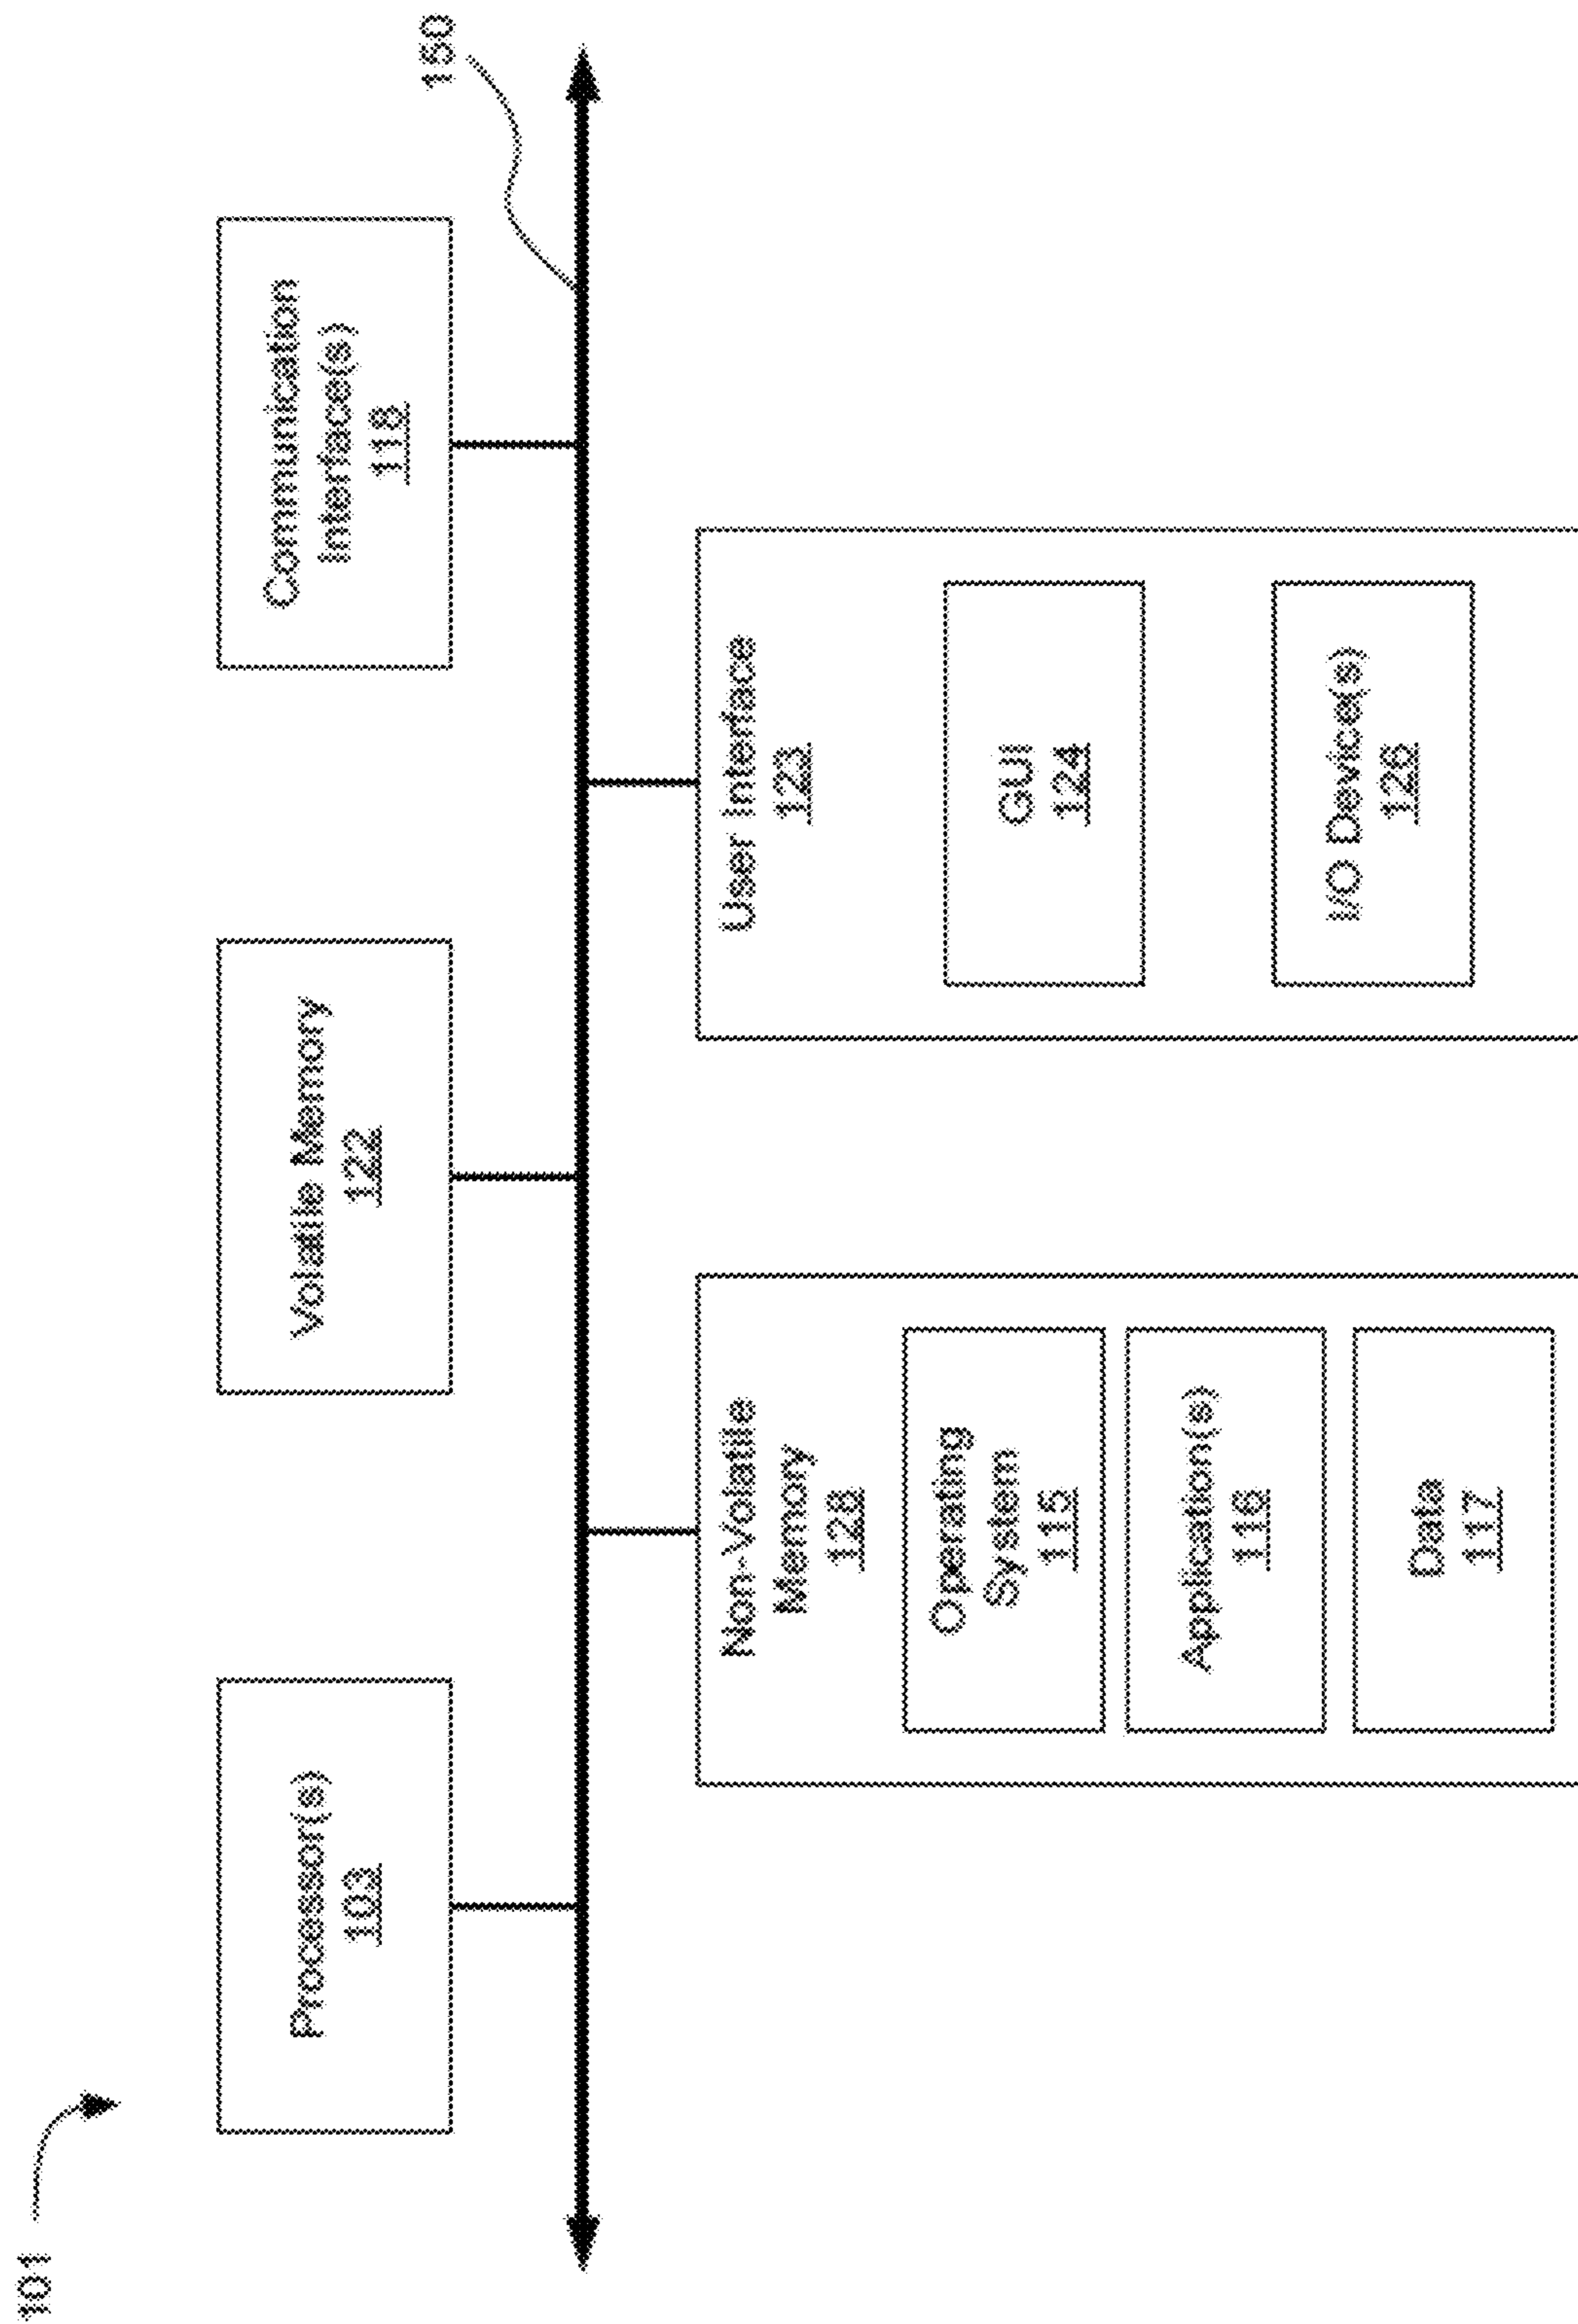 101
Processor(s)
103
Volatile Memory
122
Communication
Interface(s)
118
150
Non-Volatile
Memory
128
Operating
System
115
Application(s)
116
Data
117
User Interface
123
GUI
124
I/O Device(s)
126